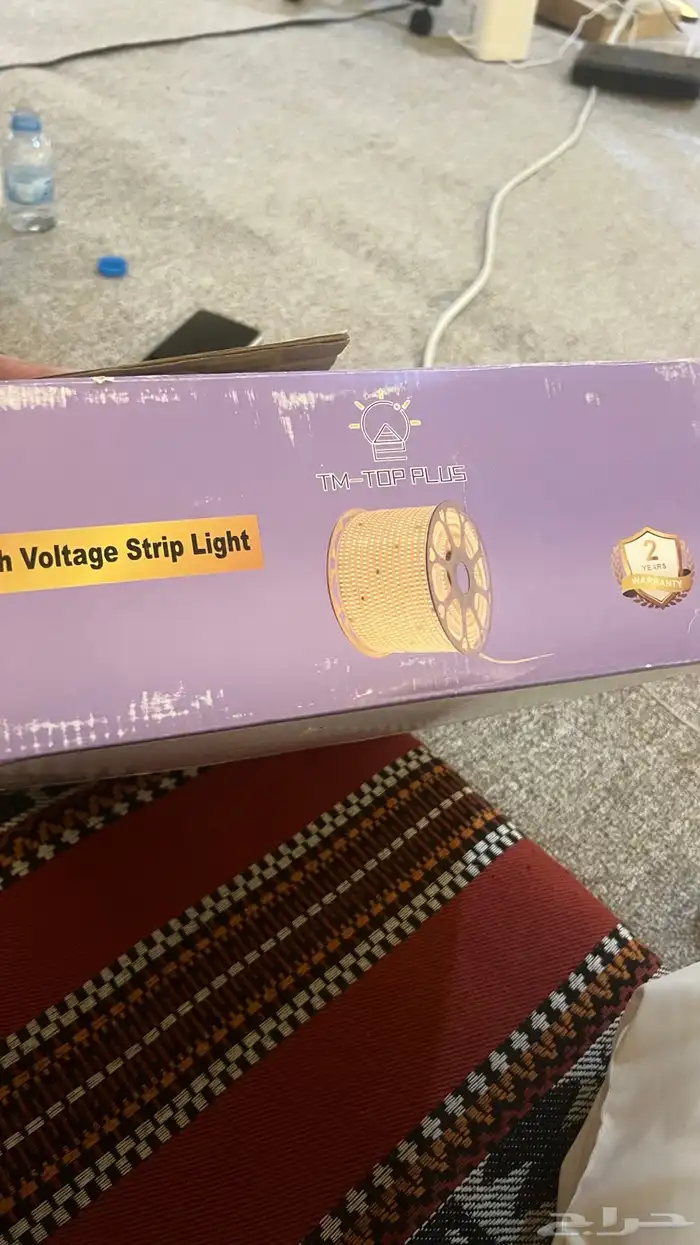 TM-TOP PLUS
h Voltage Strip Light
2
YEARS
WARRANTY
حراج